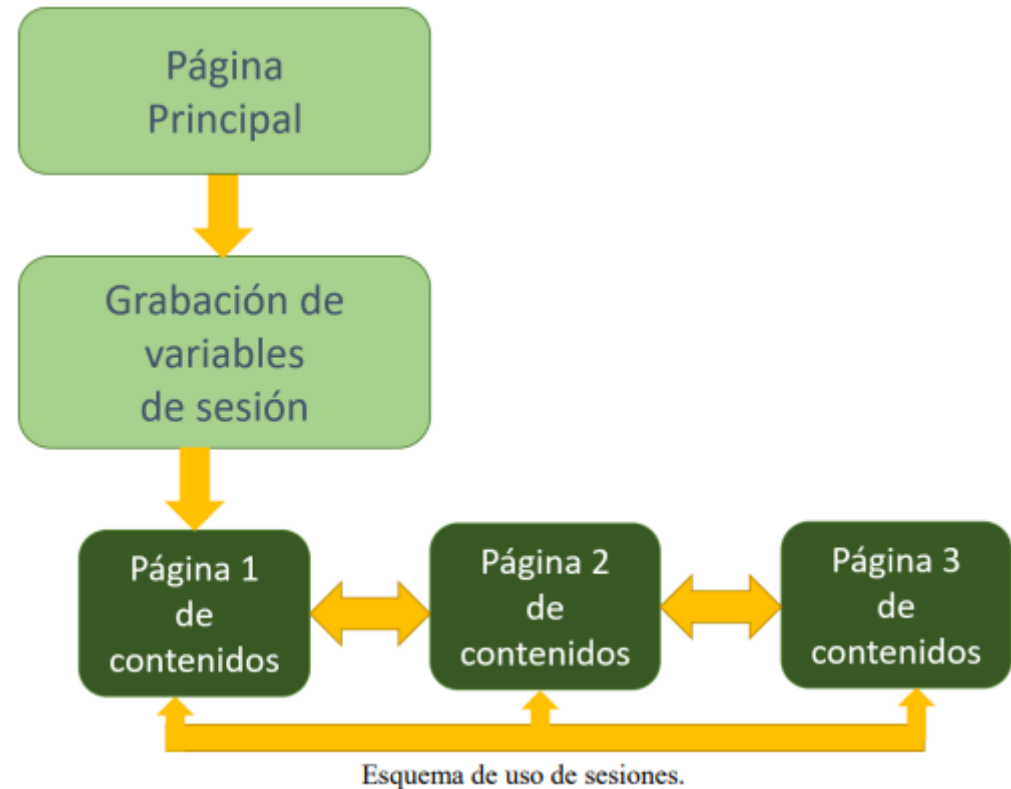 Página
Principal
Grabación de
variables
de sesión
Página 1
de
contenidos
Página 2
de
contenidos
Página 3
de
contenidos
Esquema de uso de sesiones.